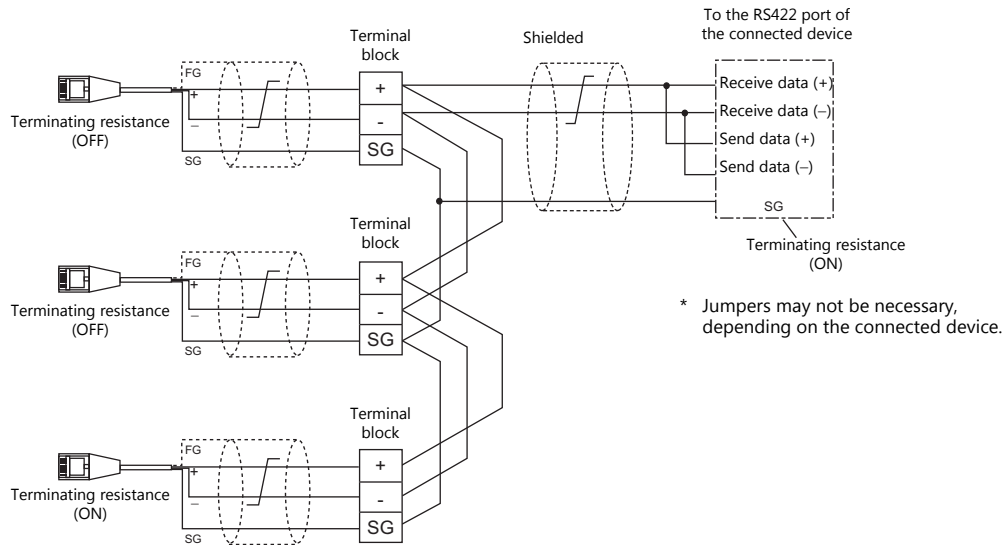 To the RS422 port of
the connected device
Terminal
block
Shielded
FG
+
–
SG
Terminating resistance
(OFF)
+
-
SG
Receive data (+)
Receive data (–)
Send data (+)
Send data (–)
SG
Terminating resistance
(ON)
* Jumpers may not be necessary,
depending on the connected device.
Terminal
block
FG
+
–
SG
Terminating resistance
(OFF)
+
-
SG
Terminal
block
FG
+
–
SG
Terminating resistance
(ON)
+
-
SG